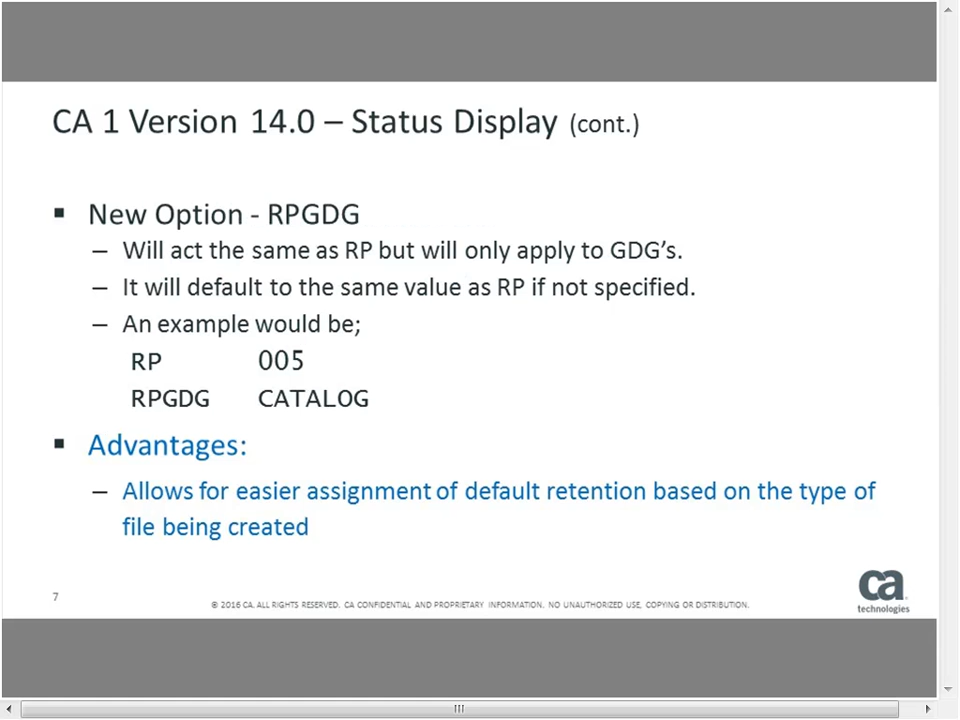 CA 1 Version 14.0 – Status Display (cont.)
▪ New Option - RPGDG
– Will act the same as RP but will only apply to GDG’s.
– It will default to the same value as RP if not specified.
– An example would be;
RP 005
RPGDG CATALOG
▪ Advantages:
– Allows for easier assignment of default retention based on the type of
file being created
7
© 2016 CA. ALL RIGHTS RESERVED. CA CONFIDENTIAL AND PROPRIETARY INFORMATION. NO UNAUTHORIZED USE, COPYING OR DISTRIBUTION.
ca
technologies